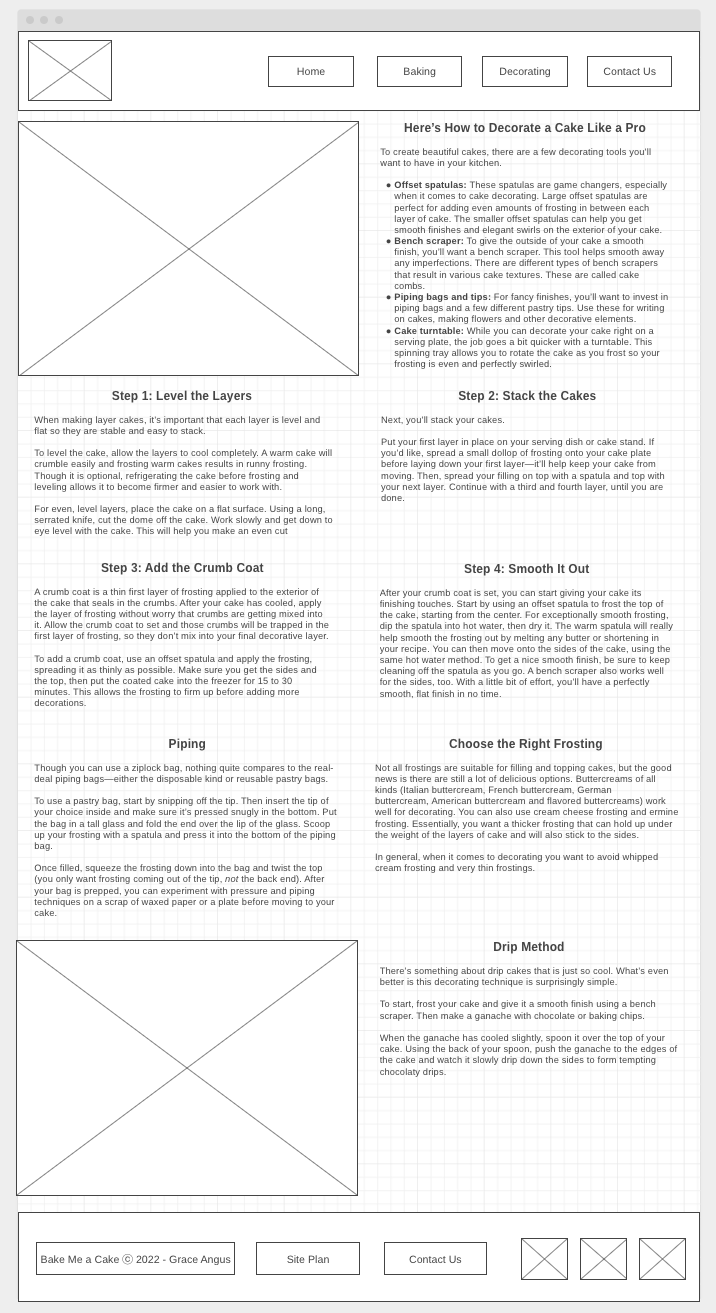 Home
Baking
Decorating
Contact Us
Here's How to Decorate a Cake Like a Pro
To create beautiful cakes, there are a few decorating tools you'll
want to have in your kitchen.
● Offset spatulas: These spatulas are game changers, especially
when it comes to cake decorating. Large offset spatulas are
perfect for adding even amounts of frosting in between each
layer of cake. The smaller offset spatulas can help you get
smooth finishes and elegant swirls on the exterior of your cake.
● Bench scraper: To give the outside of your cake a smooth
finish, you'll want a bench scraper. This tool helps smooth away
any imperfections. There are different types of bench scrapers
that result in various cake textures. These are called cake
combs.
● Piping bags and tips: For fancy finishes, you'll want to invest in
piping bags and a few different pastry tips. Use these for writing
on cakes, making flowers and other decorative elements.
● Cake turntable: While you can decorate your cake right on a
serving plate, the job goes a bit quicker with a turntable. This
spinning tray allows you to rotate the cake as you frost so your
frosting is even and perfectly swirled.
Step 1: Level the Layers
When making layer cakes, it's important that each layer is level and
flat so they are stable and easy to stack.
To level the cake, allow the layers to cool completely. A warm cake will
crumble easily and frosting warm cakes results in runny frosting.
Though it is optional, refrigerating the cake before frosting and
leveling allows it to become firmer and easier to work with.
For even, level layers, place the cake on a flat surface. Using a long,
serrated knife, cut the dome off the cake. Work slowly and get down to
eye level with the cake. This will help you make an even cut
Step 2: Stack the Cakes
Next, you'll stack your cakes.
Put your first layer in place on your serving dish or cake stand. If
you'd like, spread a small dollop of frosting onto your cake plate
before laying down your first layer—it'll help keep your cake from
moving. Then, spread your filling on top with a spatula and top with
your next layer. Continue with a third and fourth layer, until you are
done.
Step 3: Add the Crumb Coat
A crumb coat is a thin first layer of frosting applied to the exterior of
the cake that seals in the crumbs. After your cake has cooled, apply
the layer of frosting without worry that crumbs are getting mixed into
it. Allow the crumb coat to set and those crumbs will be trapped in the
first layer of frosting, so they don't mix into your final decorative layer.
To add a crumb coat, use an offset spatula and apply the frosting,
spreading it as thinly as possible. Make sure you get the sides and
the top, then put the coated cake into the freezer for 15 to 30
minutes. This allows the frosting to firm up before adding more
decorations.
Step 4: Smooth It Out
After your crumb coat is set, you can start giving your cake its
finishing touches. Start by using an offset spatula to frost the top of
the cake, starting from the center. For exceptionally smooth frosting,
dip the spatula into hot water, then dry it. The warm spatula will really
help smooth the frosting out by melting any butter or shortening in
your recipe. You can then move onto the sides of the cake, using the
same hot water method. To get a nice smooth finish, be sure to keep
cleaning off the spatula as you go. A bench scraper also works well
for the sides, too. With a little bit of effort, you'll have a perfectly
smooth, flat finish in no time.
Piping
Though you can use a ziplock bag, nothing quite compares to the real-
deal piping bags—either the disposable kind or reusable pastry bags.
To use a pastry bag, start by snipping off the tip. Then insert the tip of
your choice inside and make sure it's pressed snugly in the bottom. Put
the bag in a tall glass and fold the end over the lip of the glass. Scoop
up your frosting with a spatula and press it into the bottom of the piping
bag.
Once filled, squeeze the frosting down into the bag and twist the top
(you only want frosting coming out of the tip, not the back end). After
your bag is prepped, you can experiment with pressure and piping
techniques on a scrap of waxed paper or a plate before moving to your
cake.
Choose the Right Frosting
Not all frostings are suitable for filling and topping cakes, but the good
news is there are still a lot of delicious options. Buttercreams of all
kinds (Italian buttercream, French buttercream, German
buttercream, American buttercream and flavored buttercreams) work
well for decorating. You can also use cream cheese frosting and ermine
frosting. Essentially, you want a thicker frosting that can hold up under
the weight of the layers of cake and will also stick to the sides.
In general, when it comes to decorating you want to avoid whipped
cream frosting and very thin frostings.
Drip Method
There's something about drip cakes that is just so cool. What's even
better is this decorating technique is surprisingly simple.
To start, frost your cake and give it a smooth finish using a bench
scraper. Then make a ganache with chocolate or baking chips.
When the ganache has cooled slightly, spoon it over the top of your
cake. Using the back of your spoon, push the ganache to the edges of
the cake and watch it slowly drip down the sides to form tempting
chocolaty drips.
Bake Me a Cake ⓒ 2022 - Grace Angus
Site Plan
Contact Us